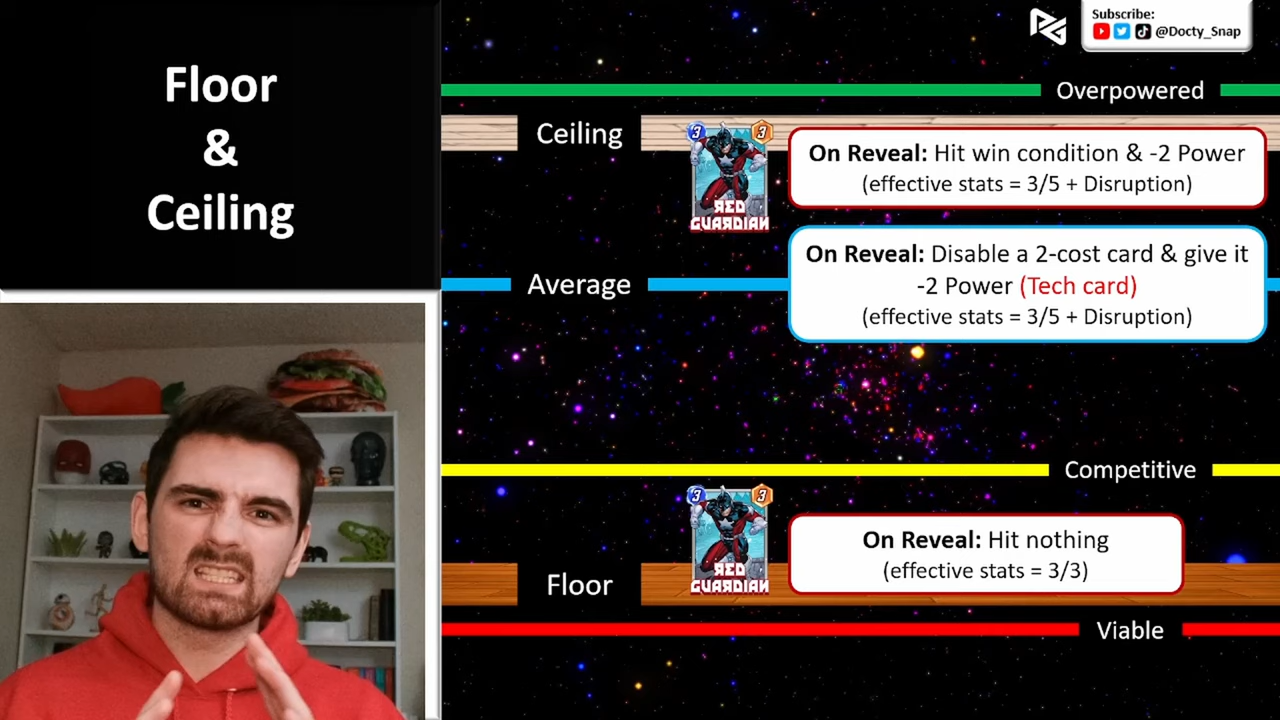 Floor
&
Ceiling
Subscribe:
@Docty_Snap
Overpowered
Ceiling
3
3
RED
GUARDIAN
On Reveal: Hit win condition & -2 Power
(effective stats = 3/5 + Disruption)
Average
On Reveal: Disable a 2-cost card & give it
-2 Power (Tech card)
(effective stats = 3/5 + Disruption)
Competitive
3
3
RED
GUARDIAN
On Reveal: Hit nothing
(effective stats = 3/3)
Floor
Viable